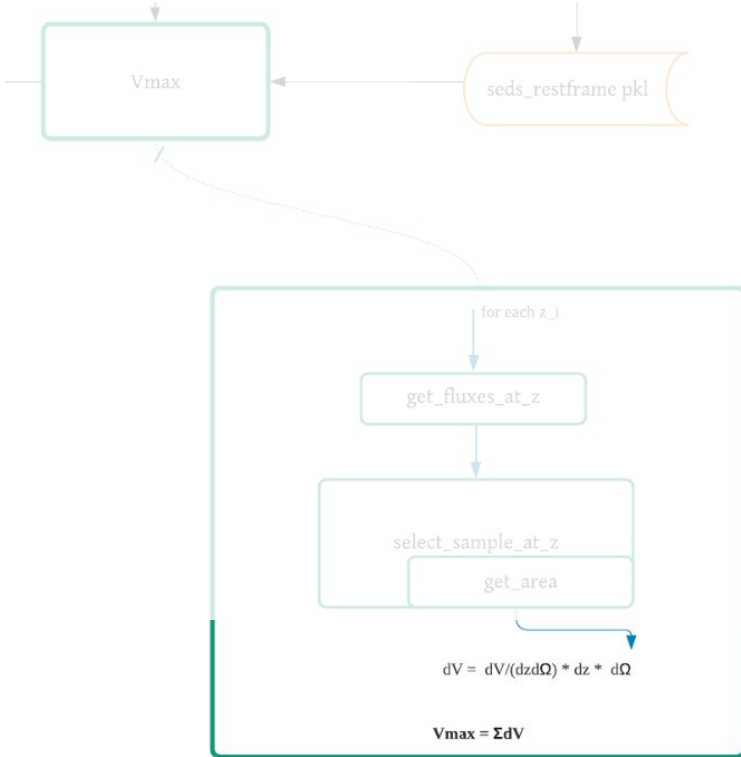 Vmax
seds_restframe pkl
for each z_i
get_fluxes_at_z
select_sample_at_z
get_area
dV = dV/(dzdΩ) * dz * dΩ
Vmax = ΣdV